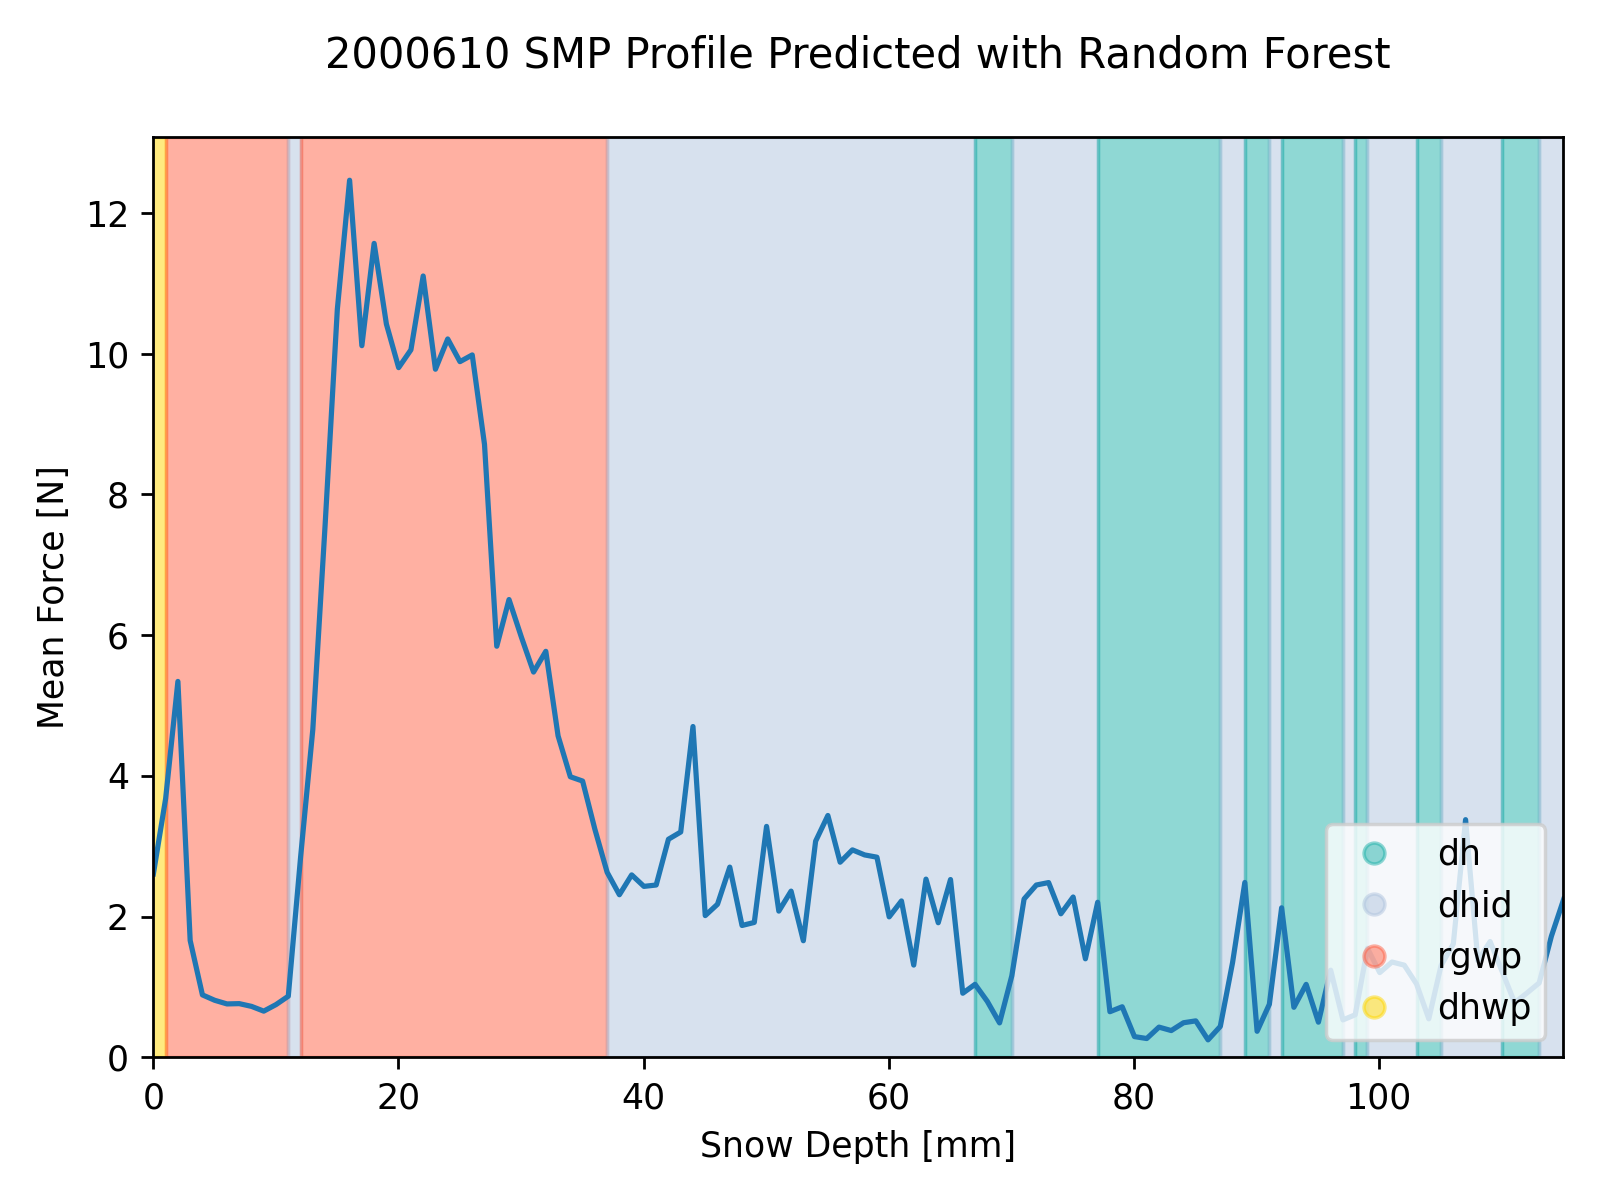 2000610 SMP Profile Predicted with Random Forest
Mean Force [N]
12
10
8
6
4
2
0
0 20 40 60 80 100
Snow Depth [mm]
dh
dhid
rgwp
dhwp